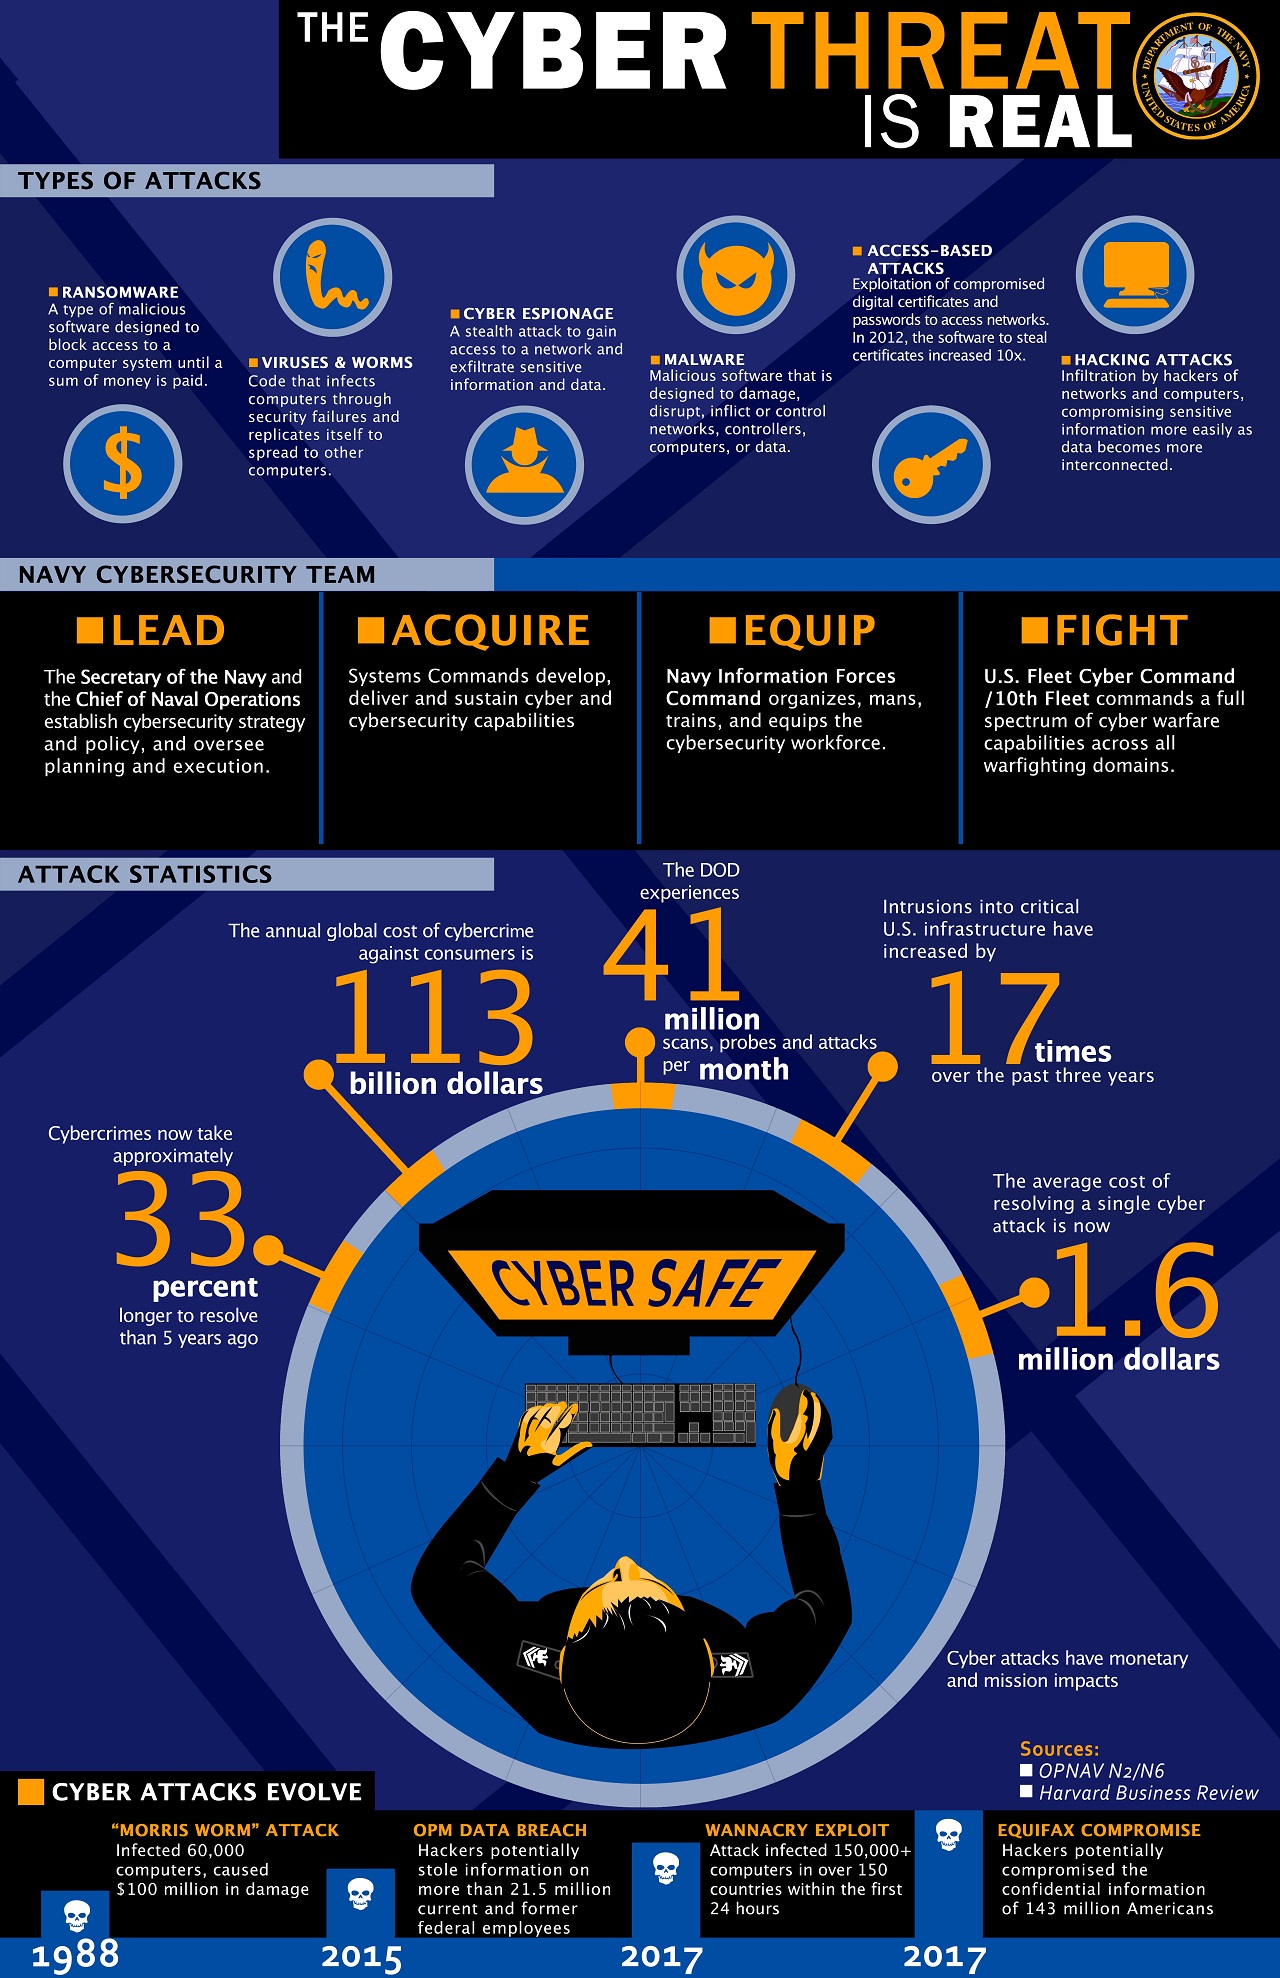 THE CYBER THREAT
IS REAL
DEPARTMENT OF THE NAVY
UNITED STATES OF AMERICA
TYPES OF ATTACKS
RANSOMWARE
A type of malicious
software designed to
block access to a
computer system until a
sum of money is paid.
VIRUSES & WORMS
Code that infects
computers through
security failures and
replicates itself to
spread to other
computers.
CYBER ESPIONAGE
A stealth attack to gain
access to a network and
exfiltrate sensitive
information and data.
MALWARE
Malicious software that is
designed to damage,
disrupt, inflict or control
networks, controllers,
computers, or data.
ACCESS-BASED
ATTACKS
Exploitation of compromised
digital certificates and
passwords to access networks.
In 2012, the software to steal
certificates increased 10x.
HACKING ATTACKS
Infiltration by hackers of
networks and computers,
compromising sensitive
information more easily as
data becomes more
interconnected.
$
NAVY CYBERSECURITY TEAM
LEAD
The Secretary of the Navy and
the Chief of Naval Operations
establish cybersecurity strategy
and policy, and oversee
planning and execution.
ACQUIRE
Systems Commands develop,
deliver and sustain cyber and
cybersecurity capabilities
EQUIP
Navy Information Forces
Command organizes, mans,
trains, and equips the
cybersecurity workforce.
FIGHT
U.S. Fleet Cyber Command
/10th Fleet commands a full
spectrum of cyber warfare
capabilities across all
warfighting domains.
ATTACK STATISTICS
Cybercrimes now take
approximately
33
percent
longer to resolve
than 5 years ago
The annual global cost of cybercrime
against consumers is
113
billion dollars
The DOD
experiences
41
million
scans, probes and attacks
per month
Intrusions into critical
U.S. infrastructure have
increased by
17
times
over the past three years
The average cost of
resolving a single cyber
attack is now
1.6
million dollars
CYBER SAFE
Cyber attacks have monetary
and mission impacts
Sources:
OPNAV N2/N6
Harvard Business Review
CYBER ATTACKS EVOLVE
"MORRIS WORM" ATTACK
Infected 60,000
computers, caused
$100 million in damage
1988
OPM DATA BREACH
Hackers potentially
stole information on
more than 21.5 million
current and former
federal employees
2015
WANNACRY EXPLOIT
Attack infected 150,000+
computers in over 150
countries within the first
24 hours
2017
EQUIFAX COMPROMISE
Hackers potentially
compromised the
confidential information
of 143 million Americans
2017